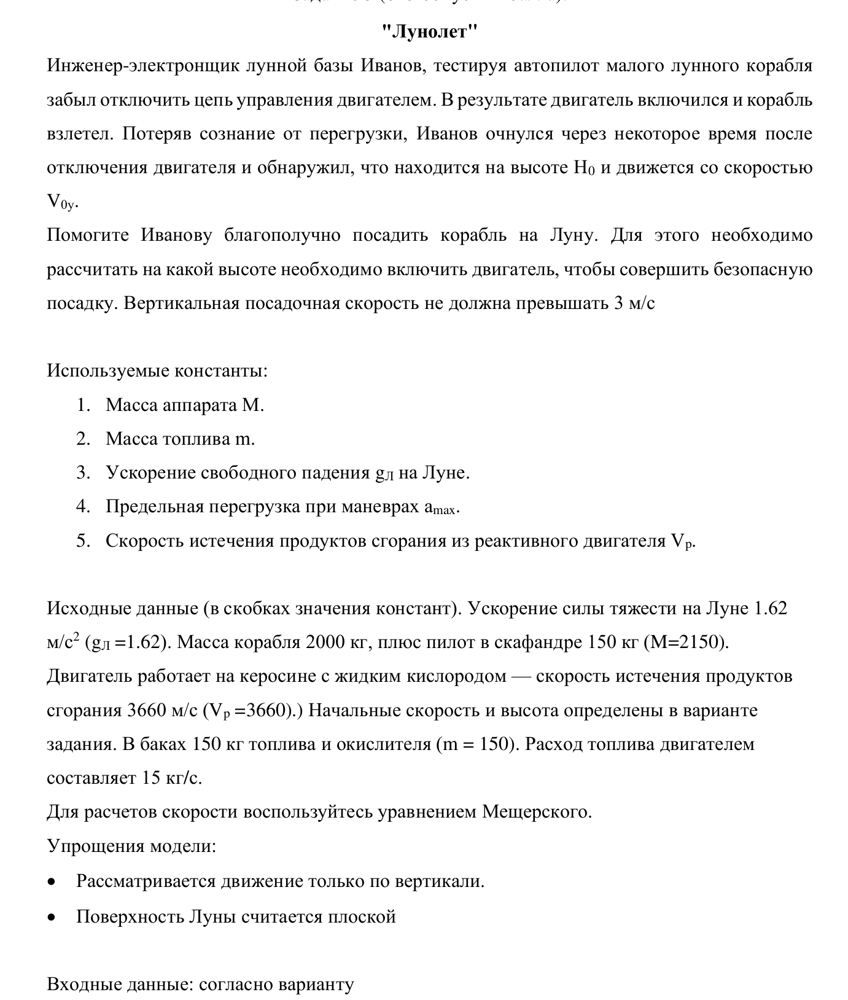 "Лунолет"
Инженер-электронщик лунной базы Иванов, тестируя автопилот малого лунного корабля
забыл отключить цепь управления двигателем. В результате двигатель включился и корабль
взлетел. Потеряв сознание от перегрузки, Иванов очнулся через некоторое время после
отключения двигателя и обнаружил, что находится на высоте H0 и движется со скоростью
V0y.
Помогите Иванову благополучно посадить корабль на Луну. Для этого необходимо
рассчитать на какой высоте необходимо включить двигатель, чтобы совершить безопасную
посадку. Вертикальная посадочная скорость не должна превышать 3 м/с
Используемые константы:
1. Масса аппарата M.
2. Масса топлива m.
3. Ускорение свободного падения gЛ на Луне.
4. Предельная перегрузка при маневрах amax.
5. Скорость истечения продуктов сгорания из реактивного двигателя Vp.
Исходные данные (в скобках значения констант). Ускорение силы тяжести на Луне 1.62
м/с2 (gЛ =1.62). Масса корабля 2000 кг, плюс пилот в скафандре 150 кг (M=2150).
Двигатель работает на керосине с жидким кислородом — скорость истечения продуктов
сгорания 3660 м/с (Vp =3660).) Начальные скорость и высота определены в варианте
задания. В баках 150 кг топлива и окислителя (m = 150). Расход топлива двигателем
составляет 15 кг/с.
Для расчетов скорости воспользуйтесь уравнением Мещерского.
Упрощения модели:
• Рассматривается движение только по вертикали.
• Поверхность Луны считается плоской
Входные данные: согласно варианту